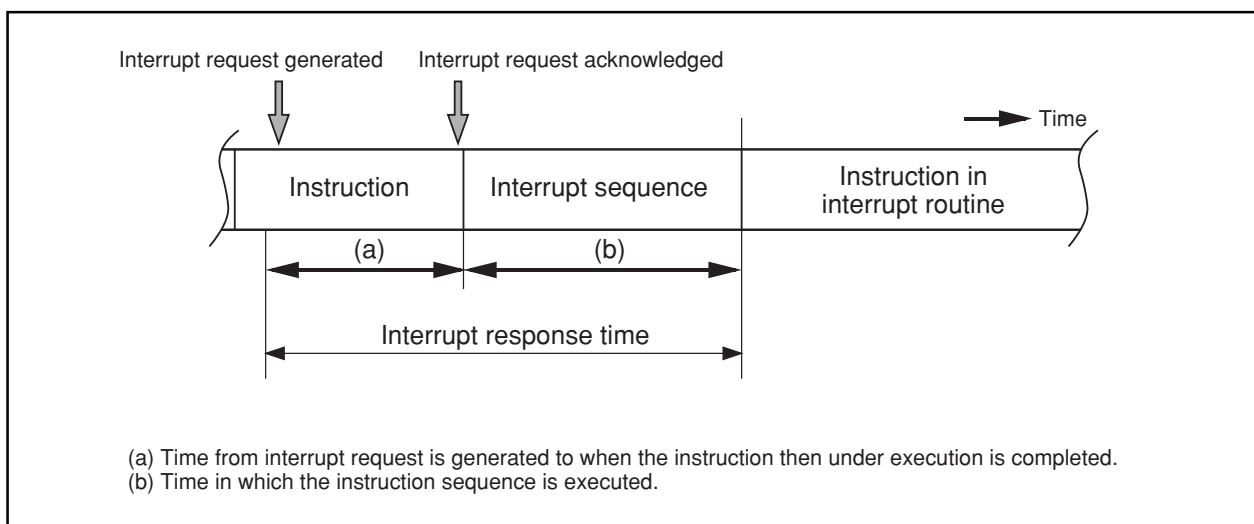 Interrupt request generated
Interrupt request acknowledged
Time
Instruction
Interrupt sequence
Instruction in
interrupt routine
(a)
(b)
Interrupt response time
(a) Time from interrupt request is generated to when the instruction then under execution is completed.
(b) Time in which the instruction sequence is executed.